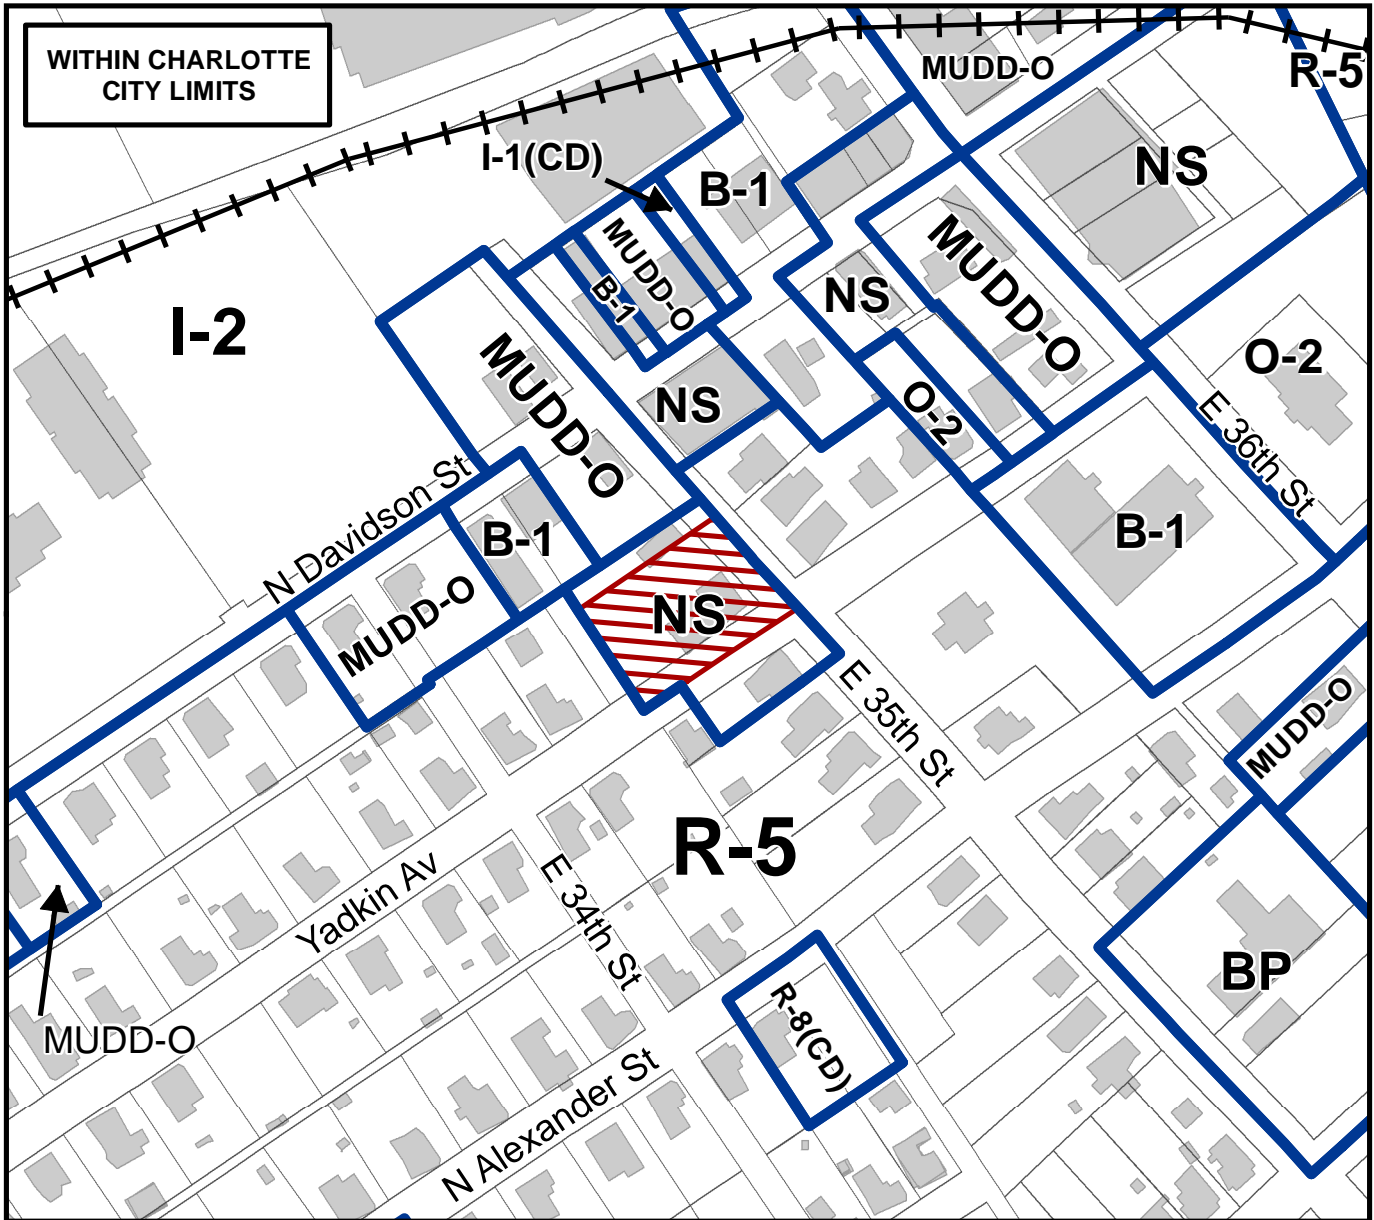 WITHIN CHARLOTTE
CITY LIMITS
MUDD-O
R-5
I-1(CD)
B-1
NS
MUDD-O
B-1
MUDD-O
NS
I-2
MUDD-O
NS
O-2
O-2
E 36th St
N Davidson St
B-1
MUDD-O
NS
B-1
E 35th St
MUDD-O
R-5
Yadkin Av
E 34th St
BP
MUDD-O
R-8(CD)
N Alexander St